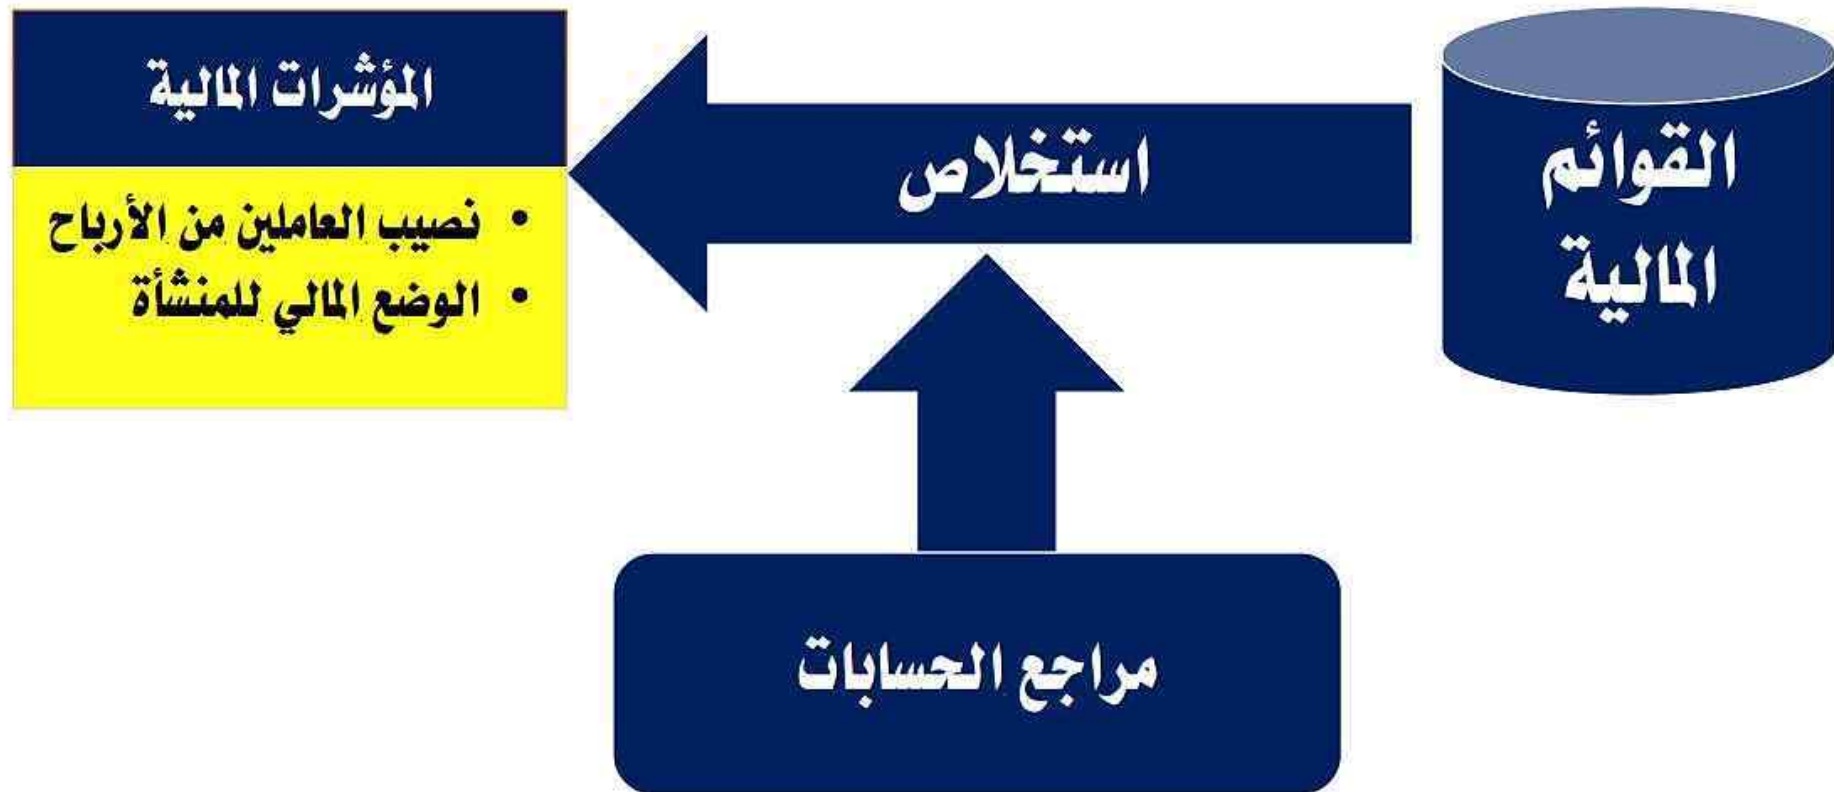 القوائم
المالية
استخلاص
المؤشرات المالية
• نصيب العاملين من الأرباح
• الوضع المالي للمنشأة
مراجع الحسابات